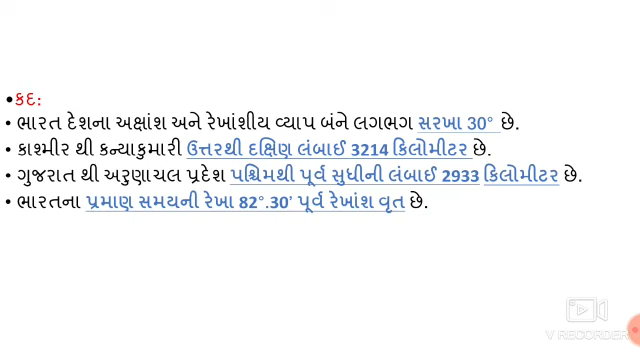 •કદ:
• ભારત દેશના અક્ષાંશ અને રેખાંશીય વ્યાપ બંને લગભગ સરખા 30° છે.
• કાશ્મીર થી કન્યાકુમારી ઉત્તરથી દક્ષિણ લંબાઈ 3214 કિલોમીટર છે.
• ગુજરાત થી અરુણાચલ પ્રદેશ પશ્ચિમથી પૂર્વ સુધીની લંબાઈ 2933 કિલોમીટર છે.
• ભારતના પ્રમાણ સમયની રેખા 82°.30' પૂર્વ રેખાંશ વૃત છે.
V RECORDER